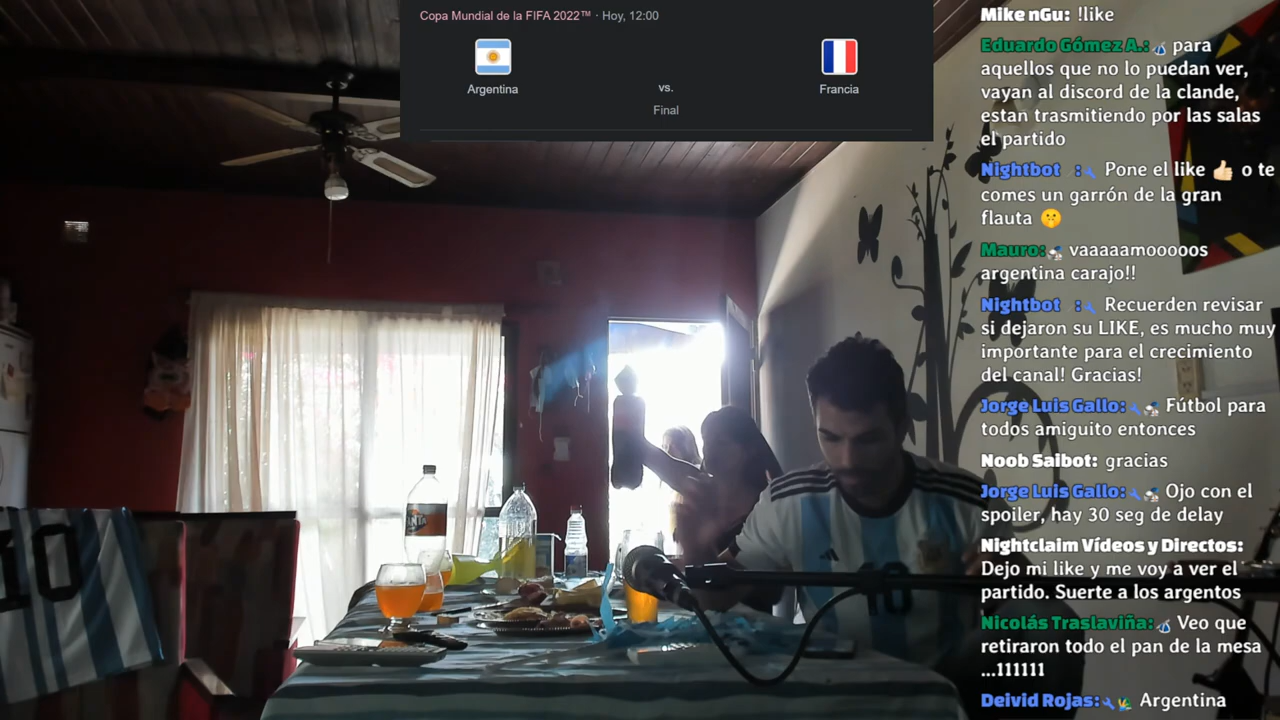 Copa Mundial de la FIFA 2022™ · Hoy, 12:00
Argentina
vs.
Francia
Final
Mike nGu: !like
Eduardo Gómez A.: para
aquellos que no lo puedan ver,
vayan al discord de la clande,
estan trasmitiendo por las salas
el partido
Nightbot : Pone el like 👍🏻 o te
comes un garrón de la gran
flauta 🤫
Mauro: vaaaaamooooos
argentina carajo!!
Nightbot : Recuerden revisar
si dejaron su LIKE, es mucho muy
importante para el crecimiento
del canal! Gracias!
Jorge Luis Gallo: Fútbol para
todos amiguito entonces
Noob Saibot: gracias
Jorge Luis Gallo: Ojo con el
spoiler, hay 30 seg de delay
Nightclaim Vídeos y Directos:
Dejo mi like y me voy a ver el
partido. Suerte a los argentos
Nicolás Traslaviña: Veo que
retiraron todo el pan de la mesa
...111111
Deivid Rojas: Argentina
10
10